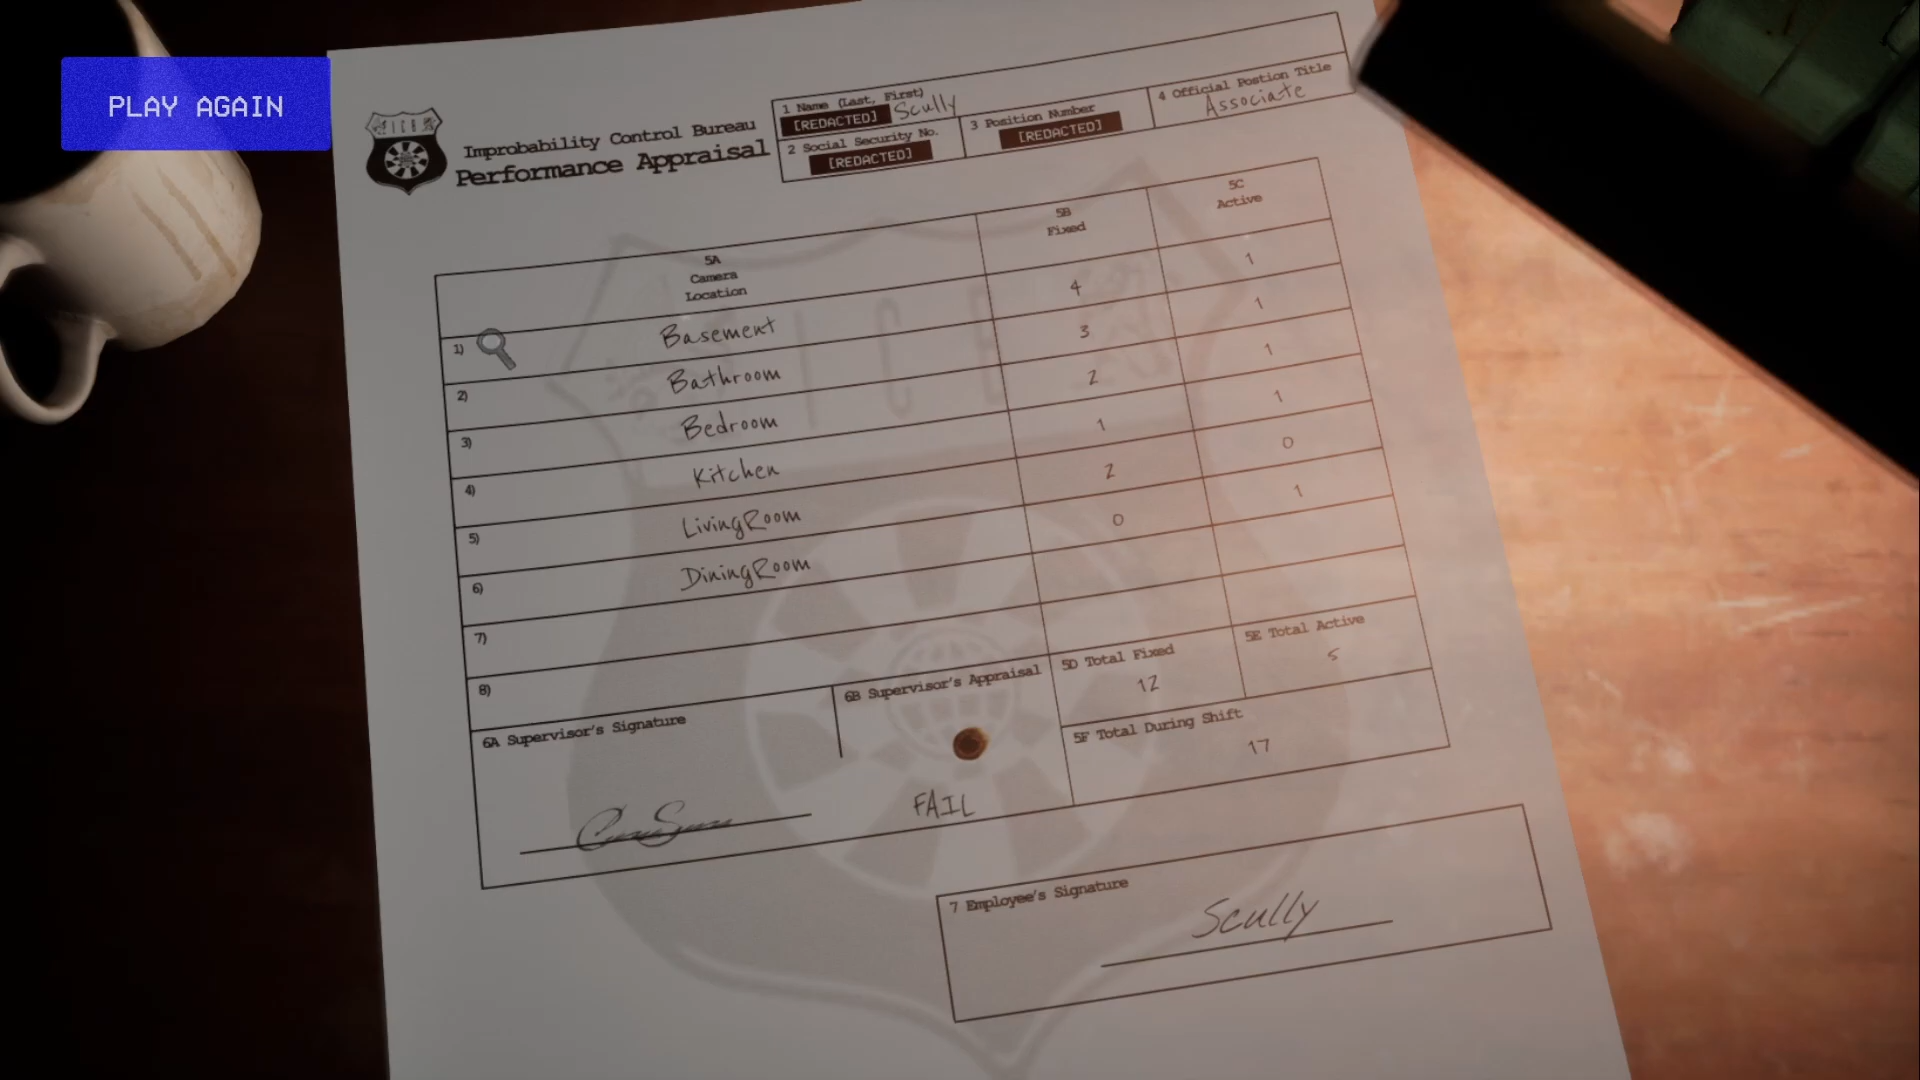 PLAY AGAIN
Improbability Control Bureau
Performance Appraisal
1 Name (Last, First)
[REDACTED] Scully
2 Social Security No.
[REDACTED]
3 Position Number
[REDACTED]
4 Official Postion Title
Associate
5A
Camera
Location
5B
Fixed
5C
Active
1) Basement 4 1
2) Bathroom 3 1
3) Bedroom 2 1
4) Kitchen 1 1
5) LivingRoom 2 0
6) DiningRoom 0 1
7)
8)
5D Total Fixed
12
5E Total Active
5
5F Total During Shift
17
6A Supervisor's Signature
6B Supervisor's Appraisal
FAIL
7 Employee's Signature
Scully